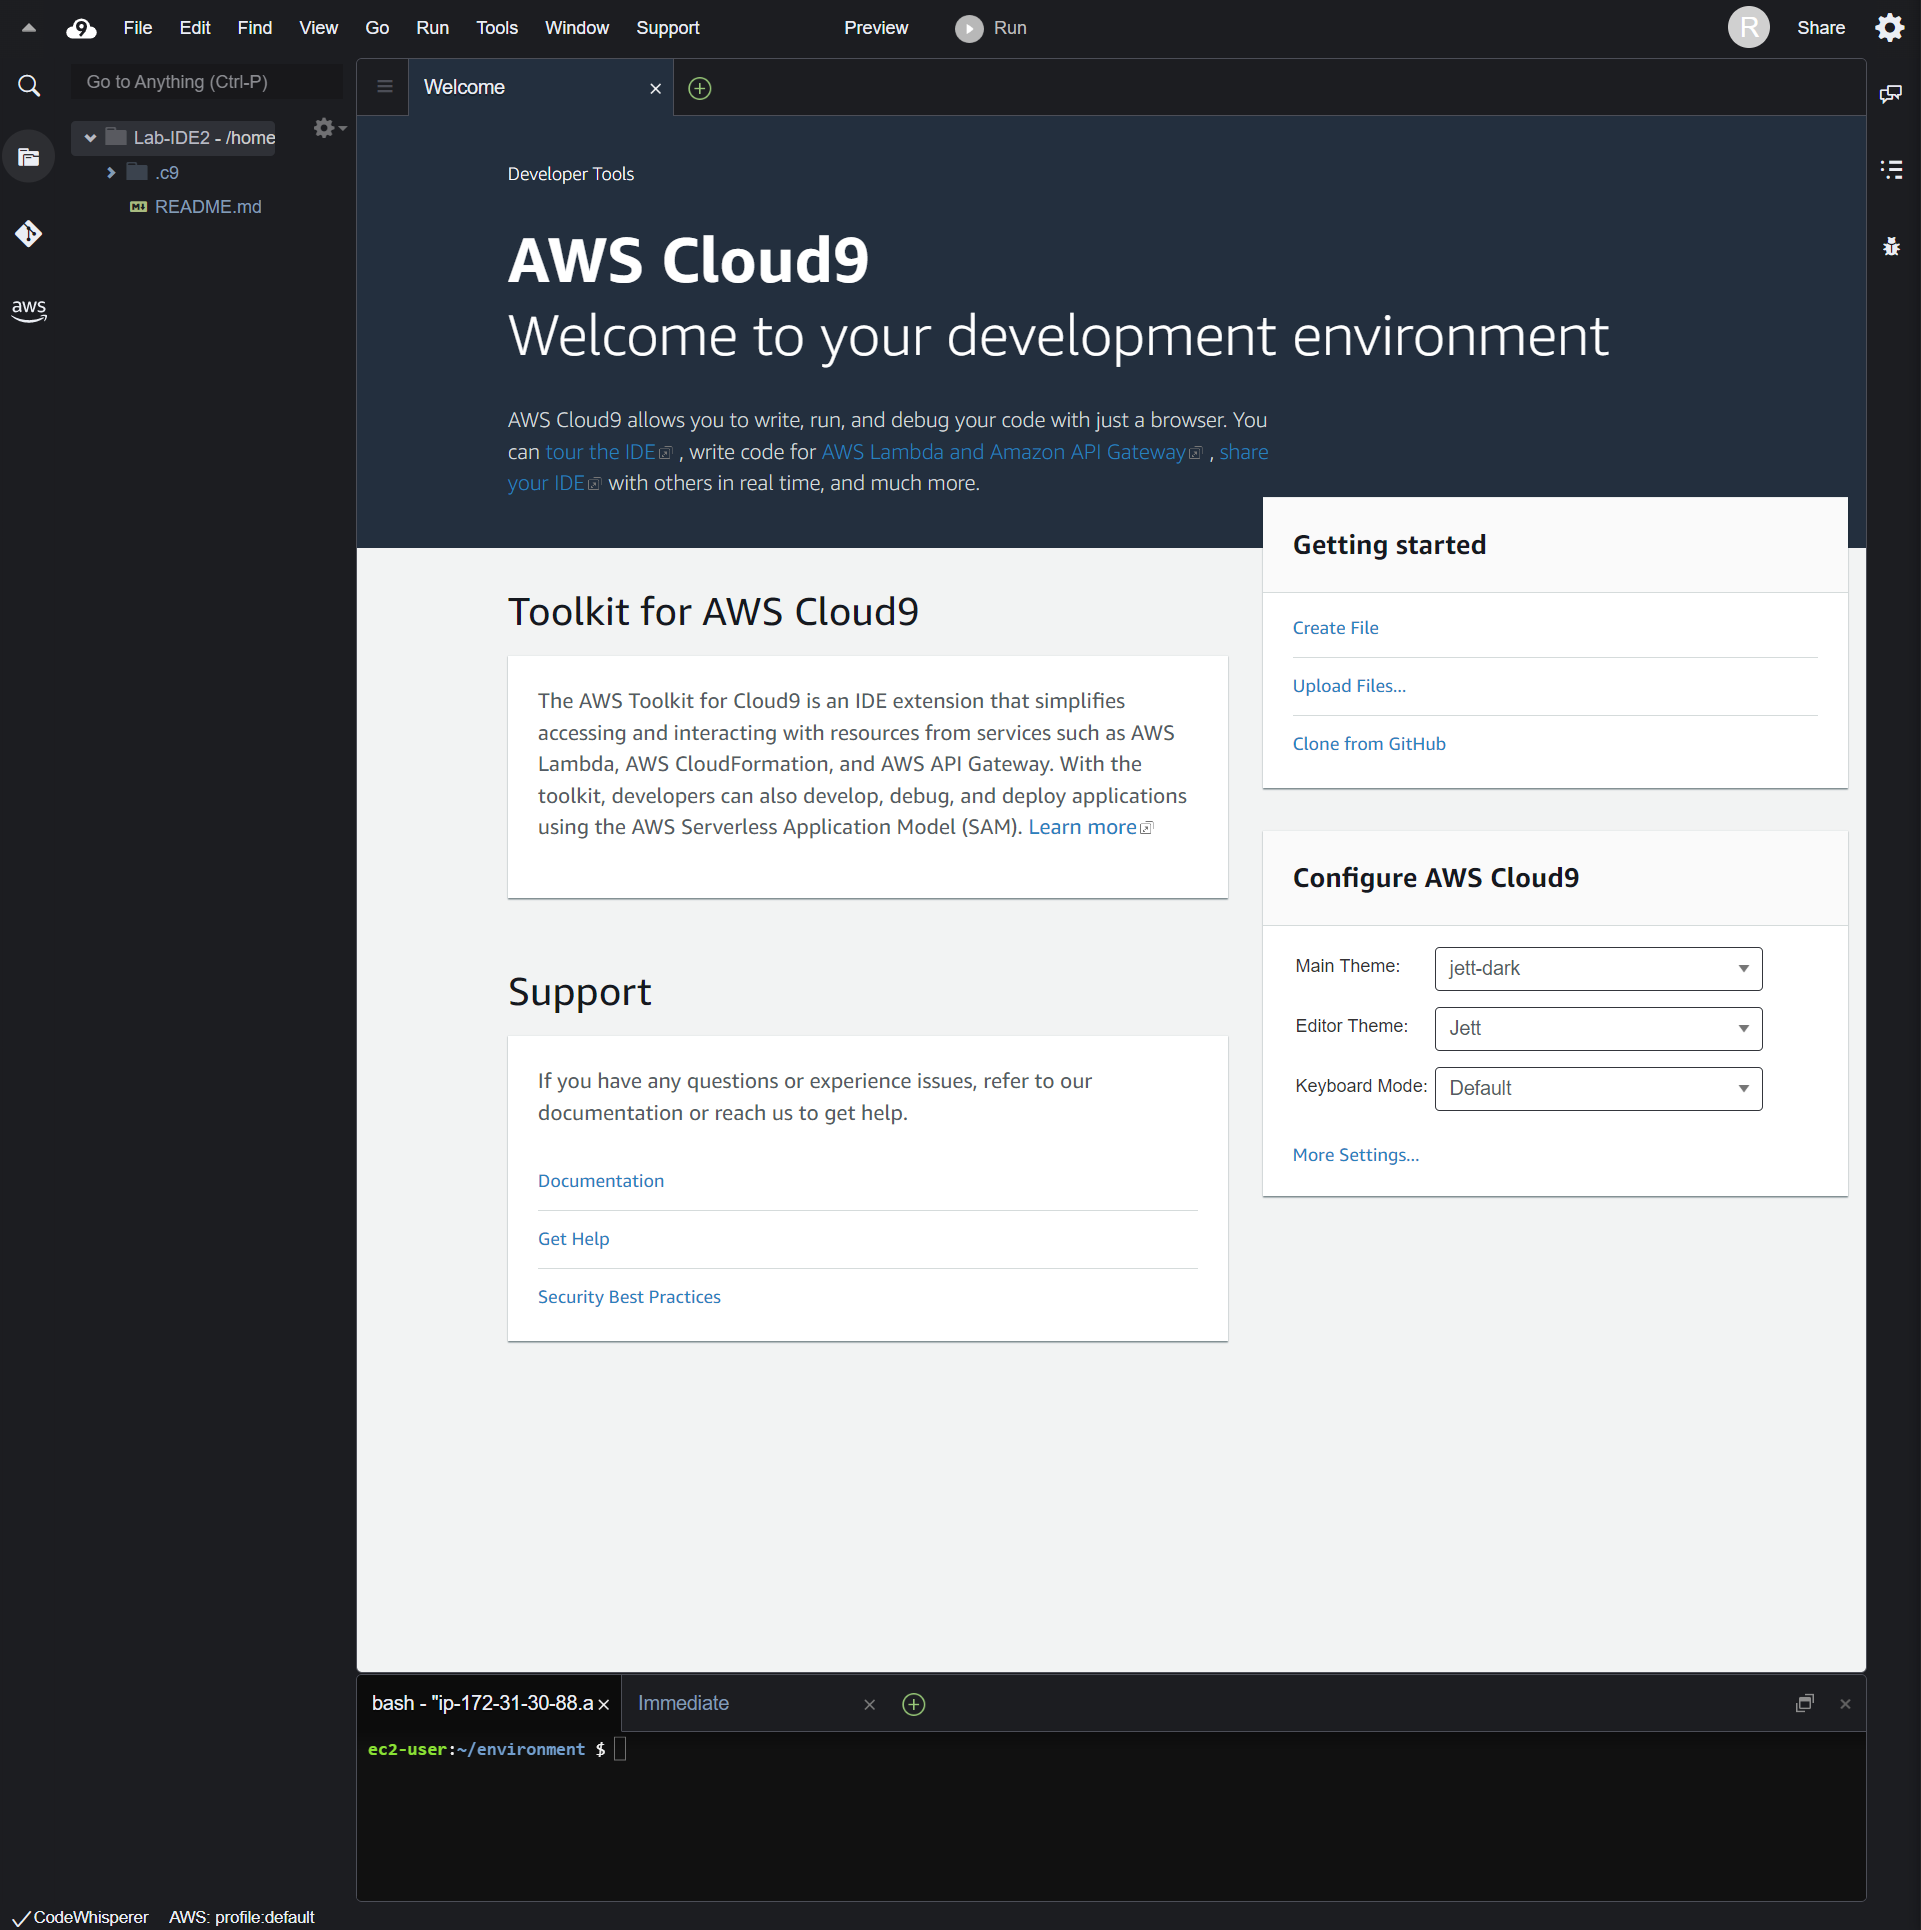 File Edit Find View Go Run Tools Window Support Preview Run R Share
Go to Anything (Ctrl-P)
Welcome
Lab-IDE2 - /home
.c9
README.md
aws
Developer Tools
AWS Cloud9
Welcome to your development environment
AWS Cloud9 allows you to write, run, and debug your code with just a browser. You
can tour the IDE , write code for AWS Lambda and Amazon API Gateway , share
your IDE with others in real time, and much more.
Getting started
Create File
Upload Files...
Clone from GitHub
Toolkit for AWS Cloud9
The AWS Toolkit for Cloud9 is an IDE extension that simplifies
accessing and interacting with resources from services such as AWS
Lambda, AWS CloudFormation, and AWS API Gateway. With the
toolkit, developers can also develop, debug, and deploy applications
using the AWS Serverless Application Model (SAM). Learn more
Configure AWS Cloud9
Main Theme: jett-dark
Editor Theme: Jett
Keyboard Mode: Default
More Settings...
Support
If you have any questions or experience issues, refer to our
documentation or reach us to get help.
Documentation
Get Help
Security Best Practices
bash - "ip-172-31-30-88.a Immediate
ec2-user:~/environment $
CodeWhisperer AWS: profile:default